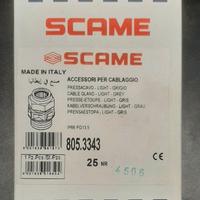 SCAME
SCAME
MADE IN ITALY
صنع في إيطاليا
ACCESSORI PER CABLAGGIO
PRESSACAVO - LIGHT - GRIGIO
CABLE GLAND - LIGHT - GREY
PRESSE-ETOUPE - LIGHT - GRIS
KABELVERSCHRAUBUNG - LIGHT - GRAU
PRENSAESTOPA - LIGHT - GRIS
805.3343
25 NR